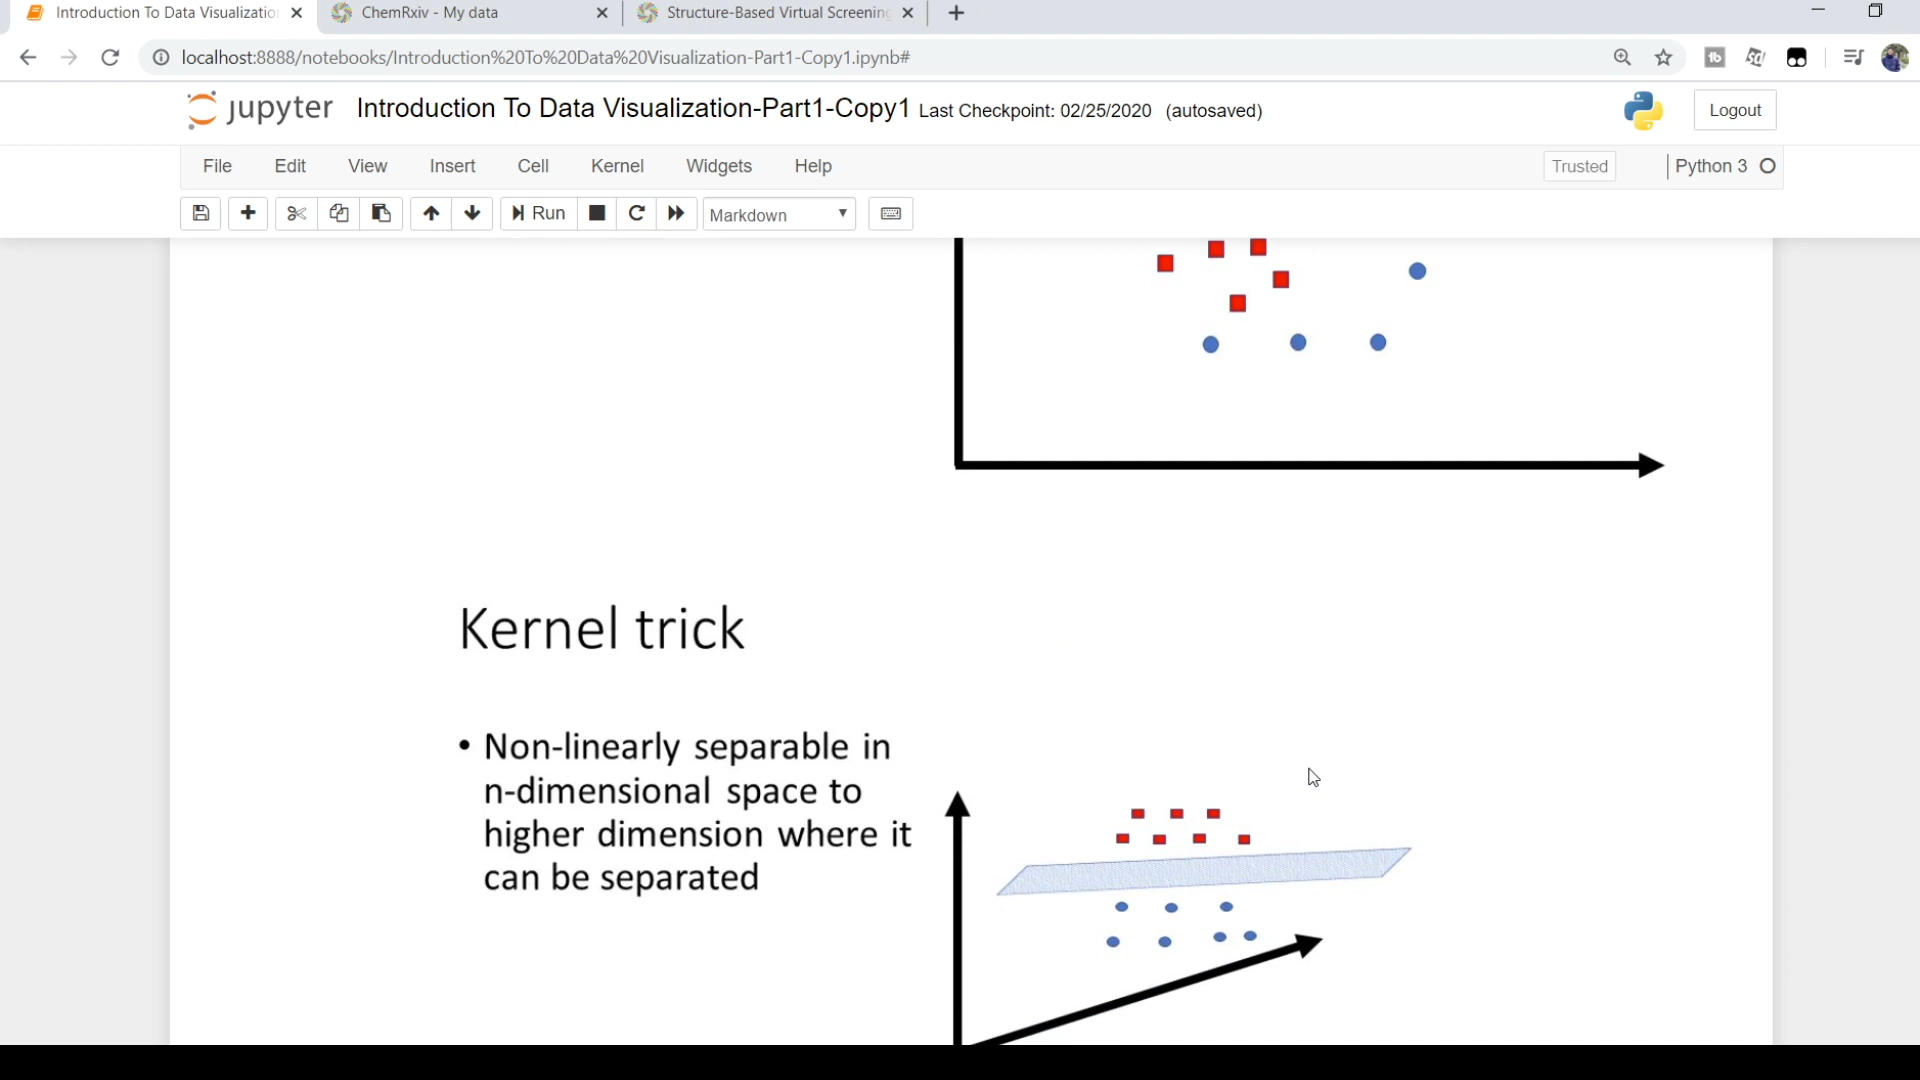 Introduction To Data Visualizatio
ChemRxiv - My data
Structure-Based Virtual Screening
localhost:8888/notebooks/Introduction%20To%20Data%20Visualization-Part1-Copy1.ipynb#
jupyter Introduction To Data Visualization-Part1-Copy1 Last Checkpoint: 02/25/2020 (autosaved)
Logout
File Edit View Insert Cell Kernel Widgets Help
Trusted
Python 3
Run
Markdown
Kernel trick
• Non-linearly separable in
n-dimensional space to
higher dimension where it
can be separated